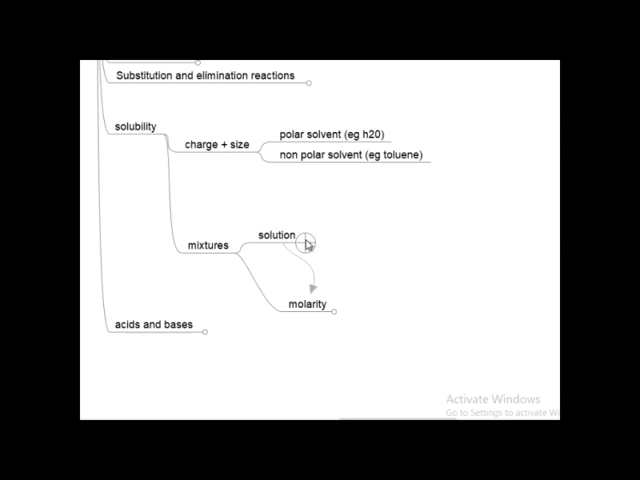 Substitution and elimination reactions
solubility
polar solvent (eg h20)
charge + size
non polar solvent (eg toluene)
solution
mixtures
molarity
acids and bases
Activate Windows
Go to Settings to activate Wi